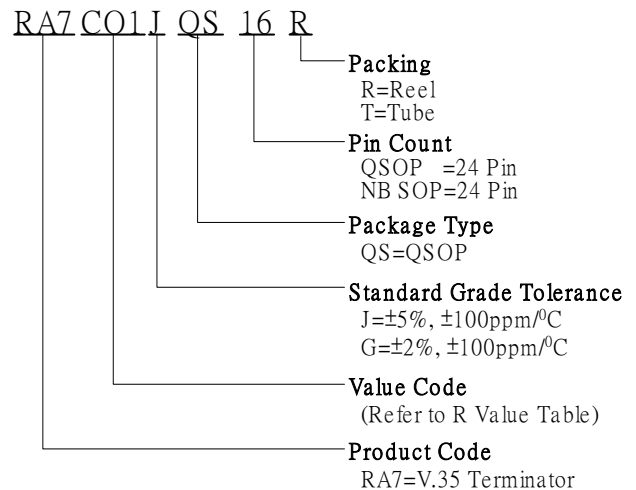 RA7 CO1 J QS 16 R
Packing
R=Reel
T=Tube
Pin Count
QSOP =24 Pin
NB SOP=24 Pin
Package Type
QS=QSOP
Standard Grade Tolerance
J=±5%, ±100ppm/⁰C
G=±2%, ±100ppm/⁰C
Value Code
(Refer to R Value Table)
Product Code
RA7=V.35 Terminator